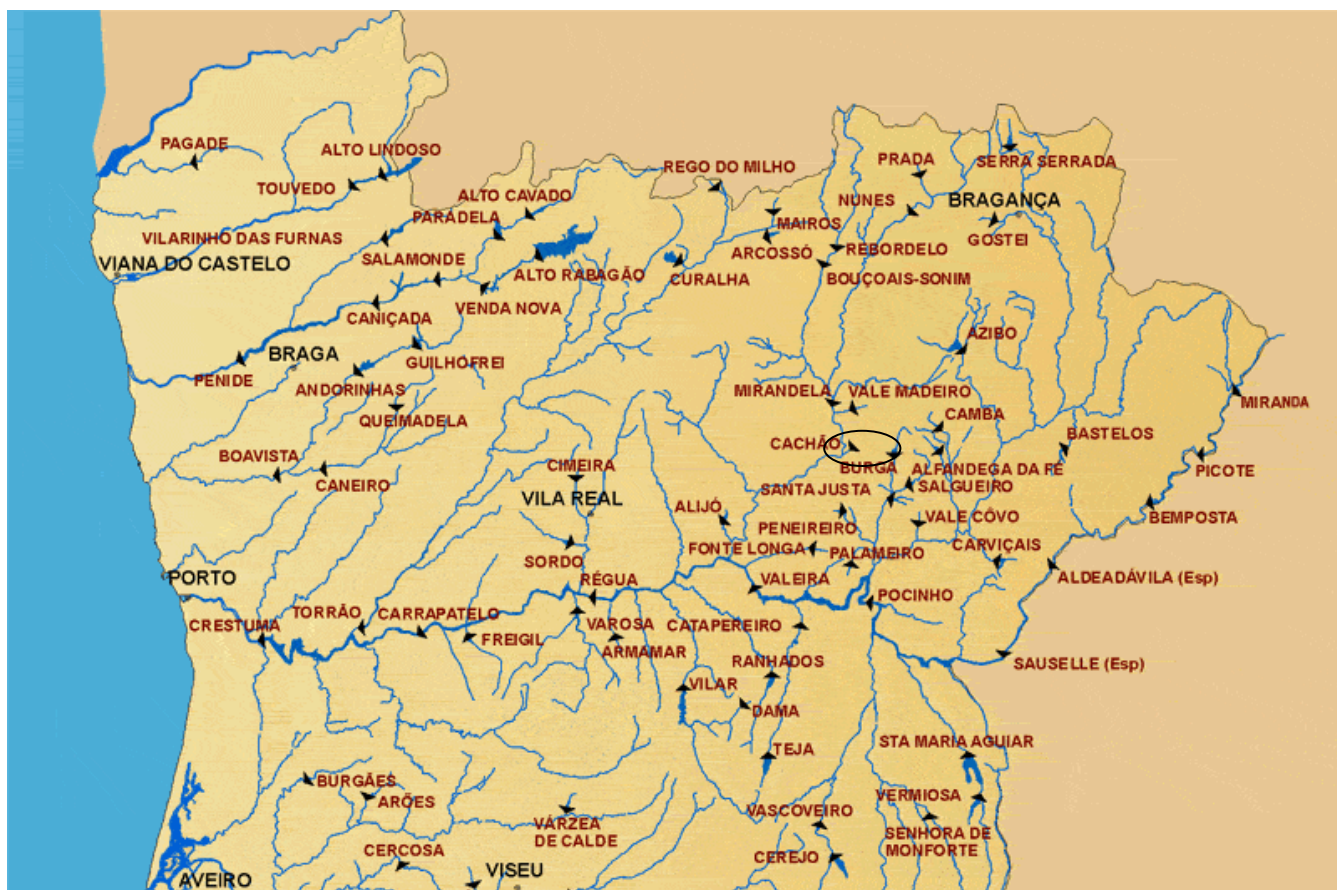 PAGADE
ALTO LINDOSO
TOUVEDO
REGO DO MILHO
PRADA
SERRA SERRADA
ALTO CAVADO
NUNES
BRAGANÇA
PARADELA
MAIROS
GOSTEI
VILARINHO DAS FURNAS
ARCOSSÓ
REBORDELO
VIANA DO CASTELO
SALAMONDE
ALTO RABAGÃO
CURALHA
BOUÇOAIS-SONIM
VENDA NOVA
CANIÇADA
AZIBO
BRAGA
GUILHOFREI
PENIDE
ANDORINHAS
MIRANDELA
VALE MADEIRO
MIRANDA
QUEIMADELA
CAMBA
BASTELOS
CACHÃO
BOAVISTA
CIMEIRA
BURGA
ALFANDEGA DA FÉ
PICOTE
CANEIRO
VILA REAL
SANTA JUSTA
SALGUEIRO
ALIJÓ
PENEIREIRO
VALE CÔVO
BEMPOSTA
FONTE LONGA
PALAMEIRO
CARVIÇAIS
SORDO
PORTO
RÉGUA
VALEIRA
ALDEADÁVILA (Esp)
POCINHO
TORRÃO
CARRAPATELO
CRESTUMA
FREIGIL
VAROSA
CATAPEREIRO
ARMAMAR
RANHADOS
SAUSELLE (Esp)
VILAR
DAMA
TEJA
STA MARIA AGUIAR
BURGÃES
ARÕES
VASCOVEIRO
VERMIOSA
VÁRZEA
DE CALDE
SENHORA DE
MONFORTE
CERCOSA
CEREJO
VISEU
AVEIRO